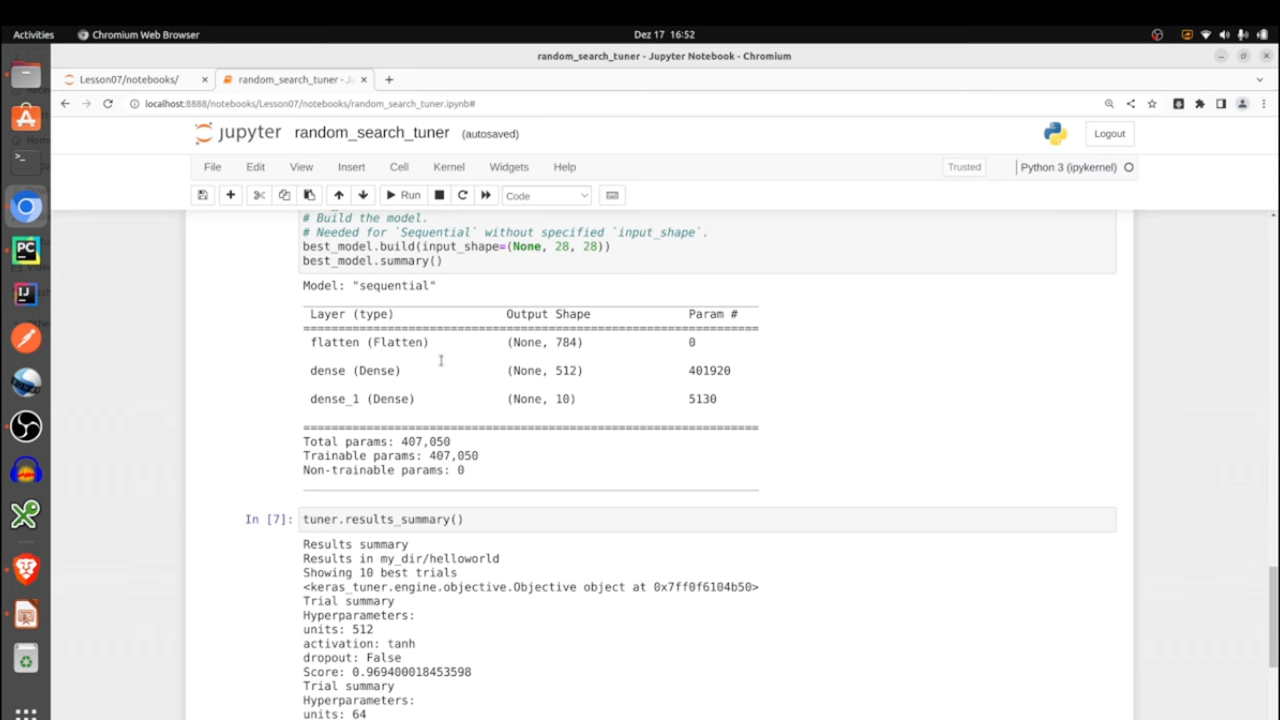 Activities
Chromium Web Browser
Dez 17 16:52
random_search_tuner - Jupyter Notebook - Chromium
Lesson07/notebooks/
random_search_tuner - J
localhost:8888/notebooks/Lesson07/notebooks/random_search_tuner.ipynb#
jupyter random_search_tuner (autosaved)
Logout
File Edit View Insert Cell Kernel Widgets Help
Trusted
Python 3 (ipykernel)
Run
Code
# Build the model.
# Needed for `Sequential` without specified `input_shape`.
best_model.build(input_shape=(None, 28, 28))
best_model.summary()
Model: "sequential"
Layer (type) Output Shape Param #
=================================================================
flatten (Flatten) (None, 784) 0
dense (Dense) (None, 512) 401920
dense_1 (Dense) (None, 10) 5130
=================================================================
Total params: 407,050
Trainable params: 407,050
Non-trainable params: 0
In [7]: tuner.results_summary()
Results summary
Results in my_dir/helloworld
Showing 10 best trials
<keras_tuner.engine.objective.Objective object at 0x7ff0f6104b50>
Trial summary
Hyperparameters:
units: 512
activation: tanh
dropout: False
Score: 0.969400018453598
Trial summary
Hyperparameters:
units: 64